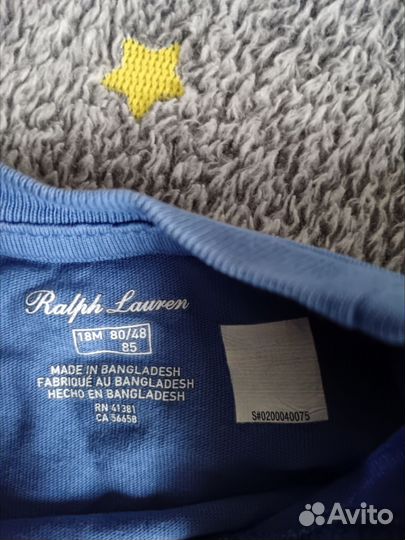 Ralph Lauren
18M 80/48
85
MADE IN BANGLADESH
FABRIQUÉ AU BANGLADESH
HECHO EN BANGLADESH
RN 41381
CA 56658
S#0200040075
Avito